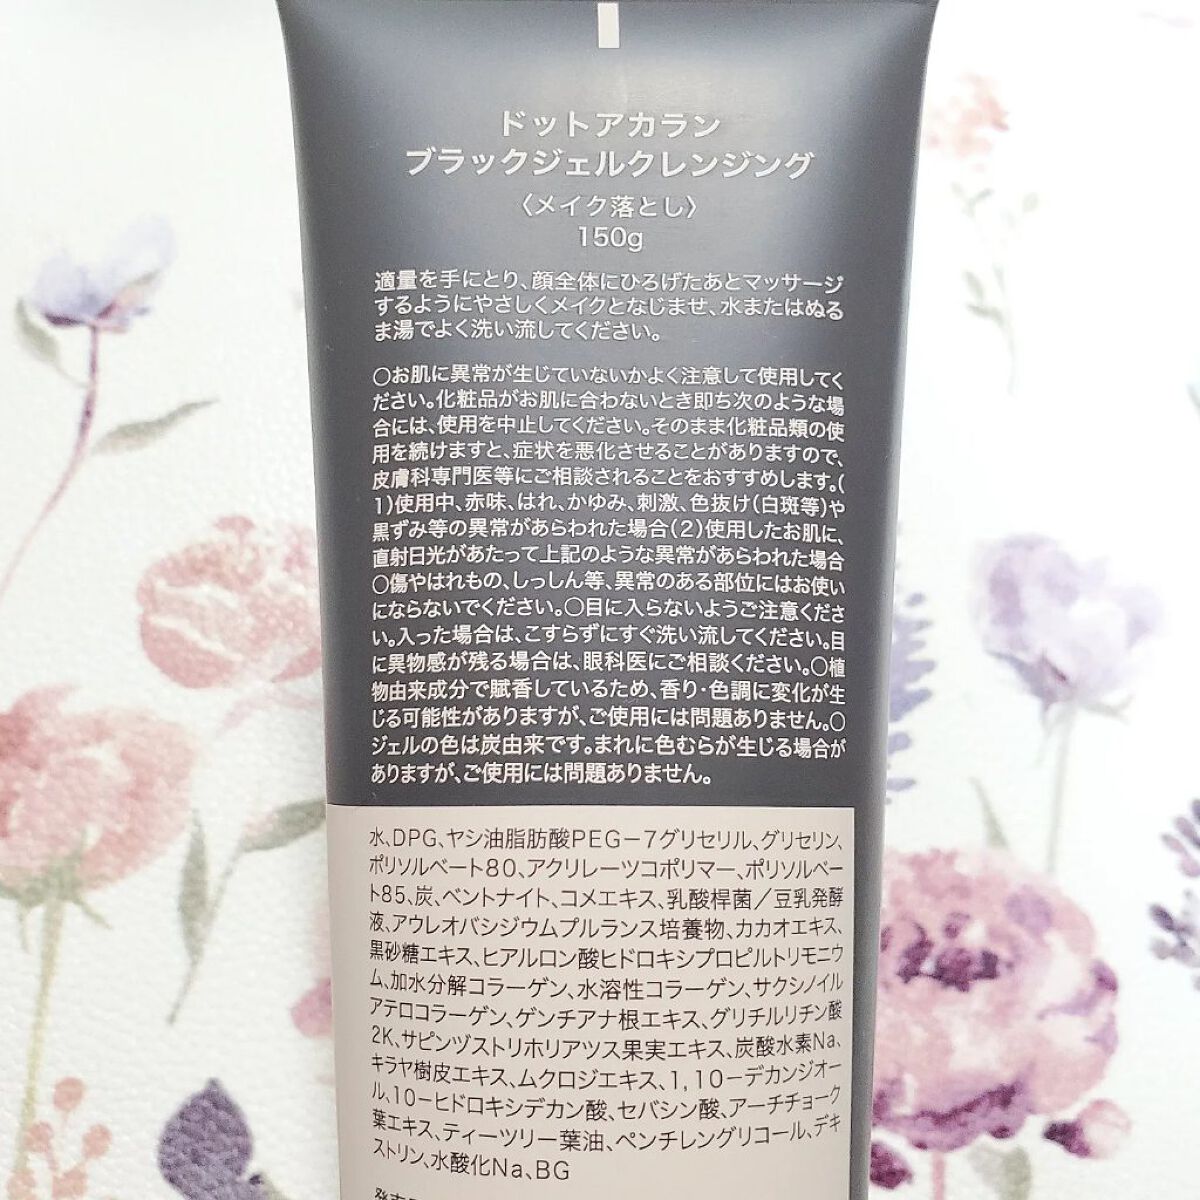 ドットアカラン
ブラックジェルクレンジング
〈メイク落とし〉
150g
適量を手にとり、顔全体にひろげたあとマッサージ
するようにやさしくメイクとなじませ、水またはぬる
ま湯でよく洗い流してください。
○お肌に異常が生じていないかよく注意して使用してく
ださい。化粧品がお肌に合わないとき即ち次のような場
合には、使用を中止してください。そのまま化粧品類の使
用を続けますと、症状を悪化させることがありますので、
皮膚科専門医等にご相談されることをおすすめします。(
1)使用中、赤味、はれ、かゆみ、刺激、色抜け(白斑等)や
黒ずみ等の異常があらわれた場合(2)使用したお肌に、
直射日光があたって上記のような異常があらわれた場合
○傷やはれもの、しっしん等、異常のある部位にはお使い
にならないでください。○目に入らないようご注意くださ
い。入った場合は、こすらずにすぐ洗い流してください。目
に異物感が残る場合は、眼科医にご相談ください。○植
物由来成分で賦香しているため、香り・色調に変化が生
じる可能性がありますが、ご使用には問題ありません。○
ジェルの色は炭由来です。まれに色むらが生じる場合が
ありますが、ご使用には問題ありません。
水、DPG、ヤシ油脂肪酸PEG－7グリセリル、グリセリン、
ポリソルベート80、アクリレーツコポリマー、ポリソルベー
ト85、炭、ベントナイト、コメエキス、乳酸桿菌／豆乳発酵
液、アウレオバシジウムプルランス培養物、カカオエキス、
黒砂糖エキス、ヒアルロン酸ヒドロキシプロピルトリモニウ
ム、加水分解コラーゲン、水溶性コラーゲン、サクシノイル
アテロコラーゲン、ゲンチアナ根エキス、グリチルリチン酸
2K、サピンヅストリホリアツス果実エキス、炭酸水素Na、
キラヤ樹皮エキス、ムクロジエキス、1,10－デカンジオー
ル、10－ヒドロキシデカン酸、セバシン酸、アーチチョーク
葉エキス、ティーツリー葉油、ペンチレングリコール、デキ
ストリン、水酸化Na、BG